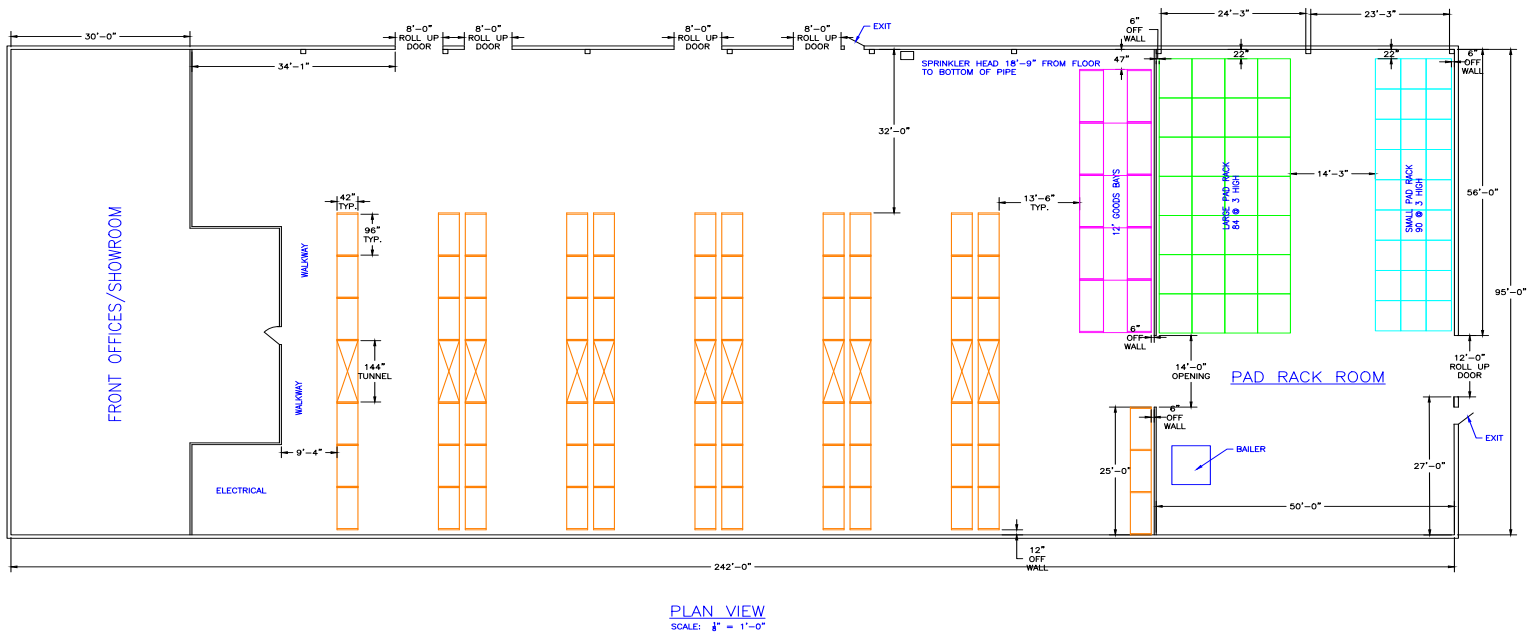 30'-0"
34'-1"
8'-0"
ROLL UP
DOOR
8'-0"
ROLL UP
DOOR
8'-0"
ROLL UP
DOOR
8'-0"
ROLL UP
DOOR
EXIT
6"
OFF
WALL
24'-3"
23'-3"
SPRINKLER HEAD 18'-9" FROM FLOOR
TO BOTTOM OF PIPE
47"
22"
22"
6"
OFF
WALL
32'-0"
FRONT OFFICES/SHOWROOM
WALKWAY
WALKWAY
42"
TYP.
96"
TYP.
144"
TUNNEL
9'-4"
ELECTRICAL
13'-6"
TYP.
12' GOODS BAYS
LARGE PAD RACK
84 @ 3 HIGH
14'-3"
SMALL PAD RACK
90 @ 3 HIGH
56'-0"
95'-0"
6"
OFF
WALL
14'-0"
OPENING
PAD RACK ROOM
12'-0"
ROLL UP
DOOR
6"
OFF
WALL
EXIT
BAILER
25'-0"
27'-0"
50'-0"
12"
OFF
WALL
242'-0"
PLAN VIEW
SCALE: ⅛" = 1'-0"